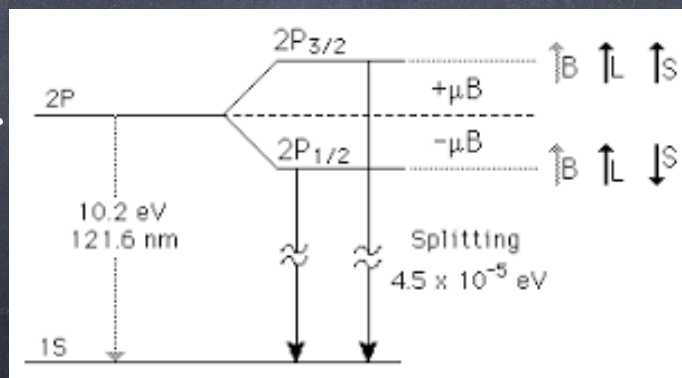 2P3/2
2P
+μB
B L S
-μB
2P1/2
B L S
10.2 eV
121.6 nm
Splitting
4.5 x 10⁻⁵ eV
1S